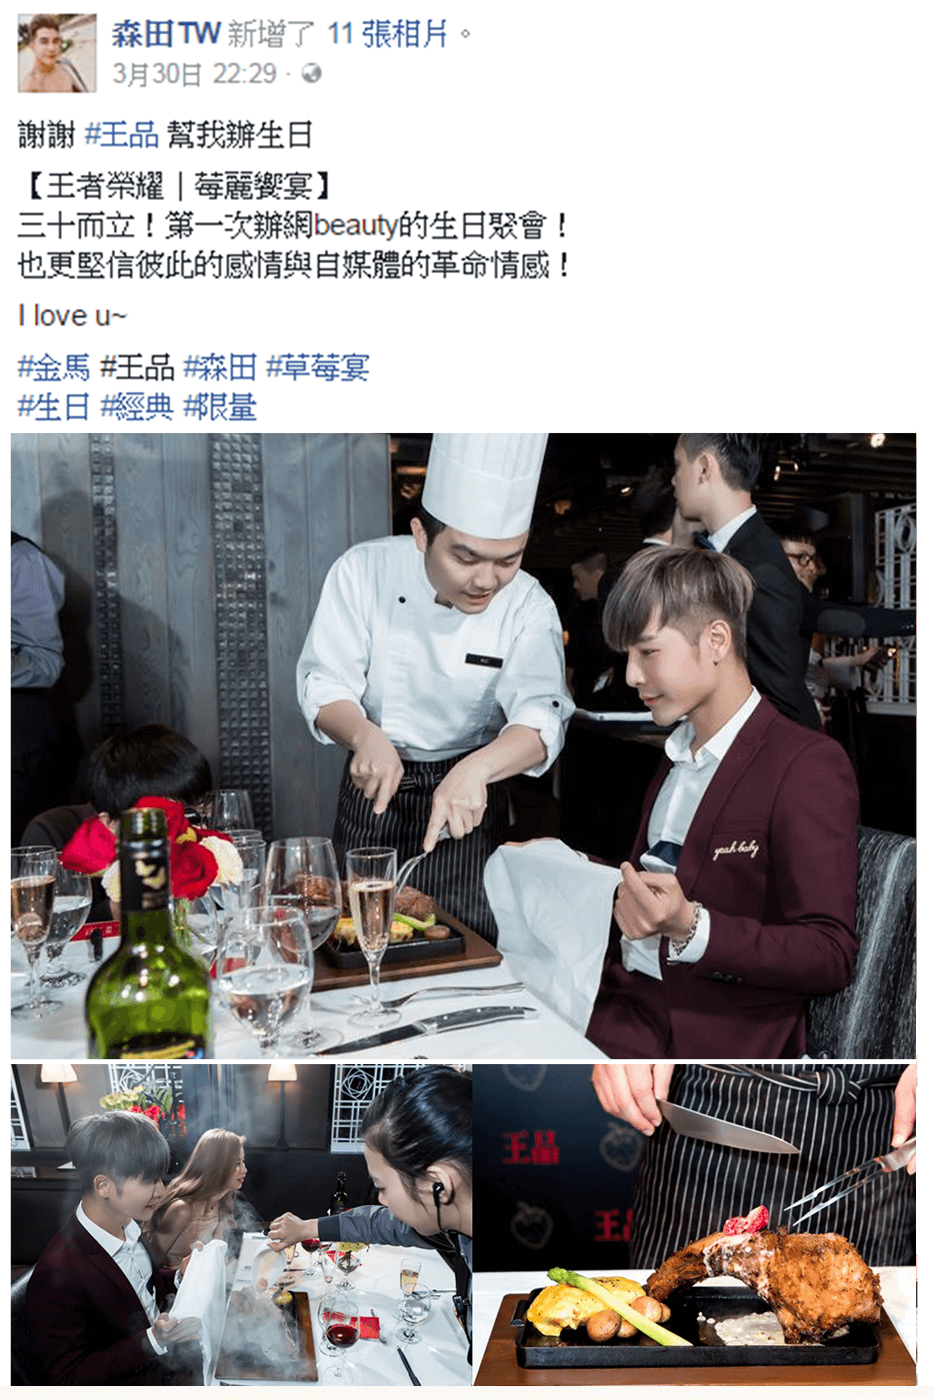 森田TW 新增了 11 張相片。
3月30日 22:29 ·
謝謝 #王品 幫我辦生日
【王者榮耀｜莓麗饗宴】
三十而立！第一次辦網beauty的生日聚會！
也更堅信彼此的感情與自媒體的革命情感！
I love u~
#金馬 #王品 #森田 #草莓宴
#生日 #經典 #限量
yeah baby
王品
王品